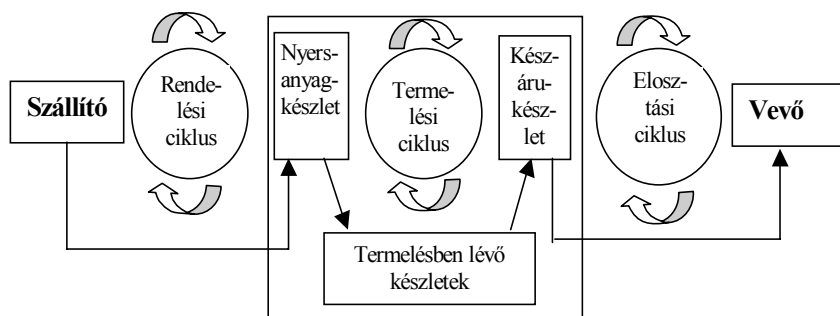 Szállító
Rende-
lési
ciklus
Nyers-
anyag-
készlet
Terme-
lési
ciklus
Kész-
áru-
kész-
let
Elosz-
tási
ciklus
Vevő
Termelésben lévő
készletek